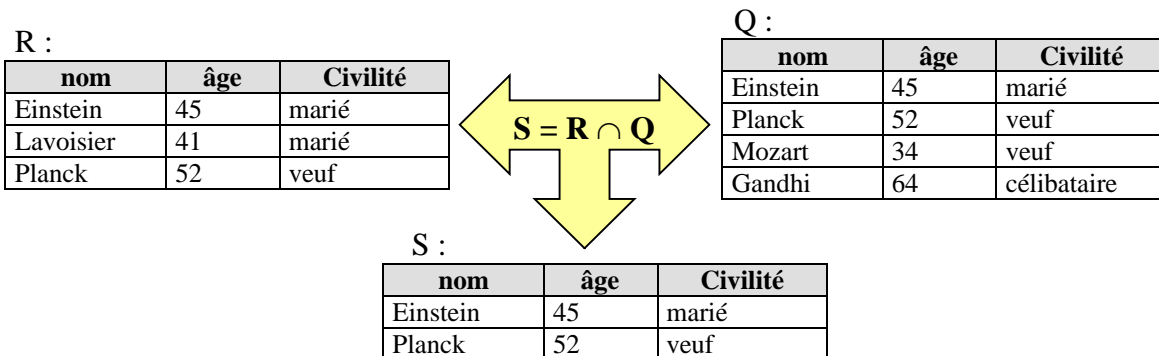 R :
nom âge Civilité
Einstein 45 marié
Lavoisier 41 marié
Planck 52 veuf
S = R ∩ Q
Q :
nom âge Civilité
Einstein 45 marié
Planck 52 veuf
Mozart 34 veuf
Gandhi 64 célibataire
S :
nom âge Civilité
Einstein 45 marié
Planck 52 veuf